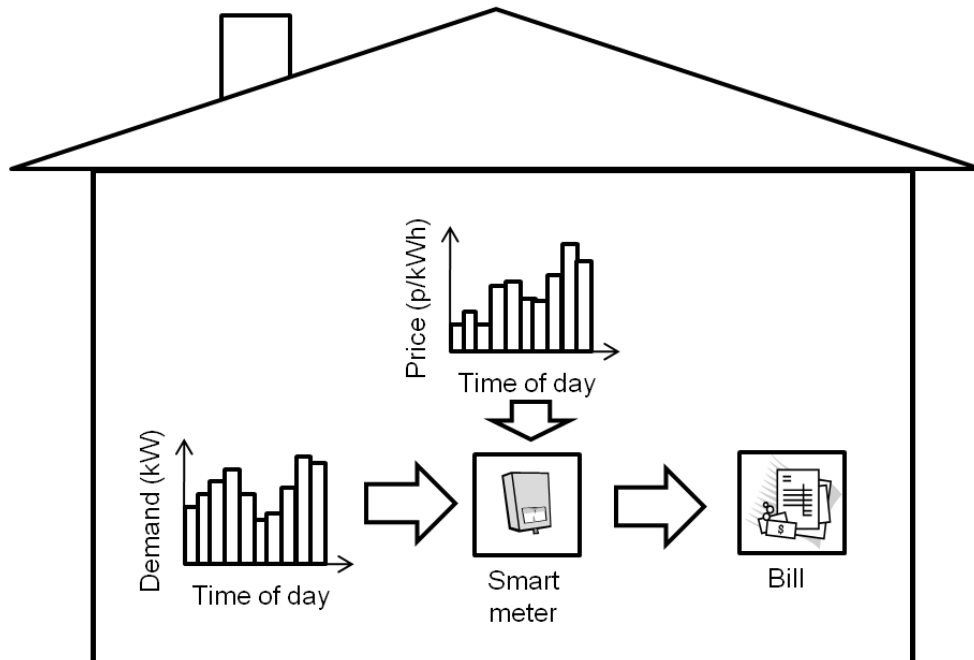 Price (p/kWh)
Time of day
Demand (kW)
Time of day
Smart
meter
$
Bill